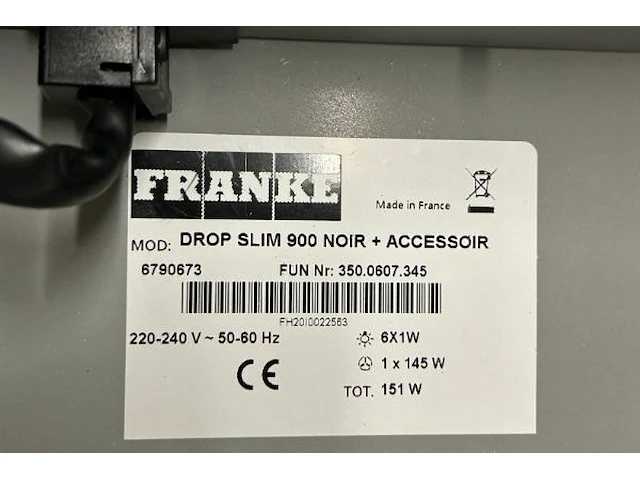 FRANKE
Made in France
MOD: DROP SLIM 900 NOIR + ACCESSOIR
6790673 FUN Nr: 350.0607.345
FH20I0022563
220-240 V ~ 50-60 Hz 6X1W
1 x 145 W
CE
TOT. 151 W